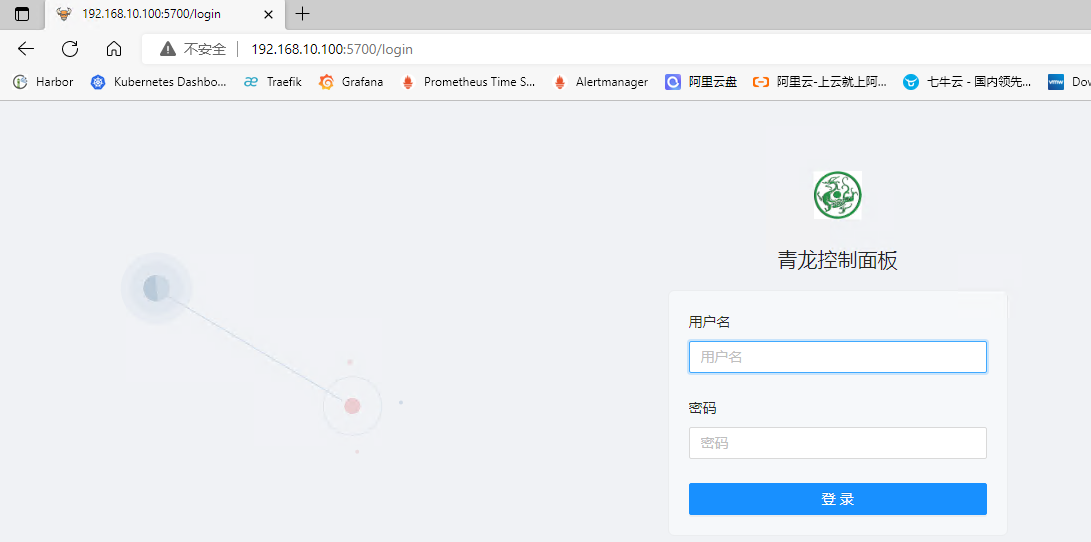 192.168.10.100:5700/login
不安全 192.168.10.100:5700/login
Harbor Kubernetes Dashbo... Traefik Grafana Prometheus Time S... Alertmanager 阿里云盘 阿里云-上云就上阿... 七牛云 - 国内领先... vmw Dow
青龙控制面板
用户名
用户名
密码
密码
登 录